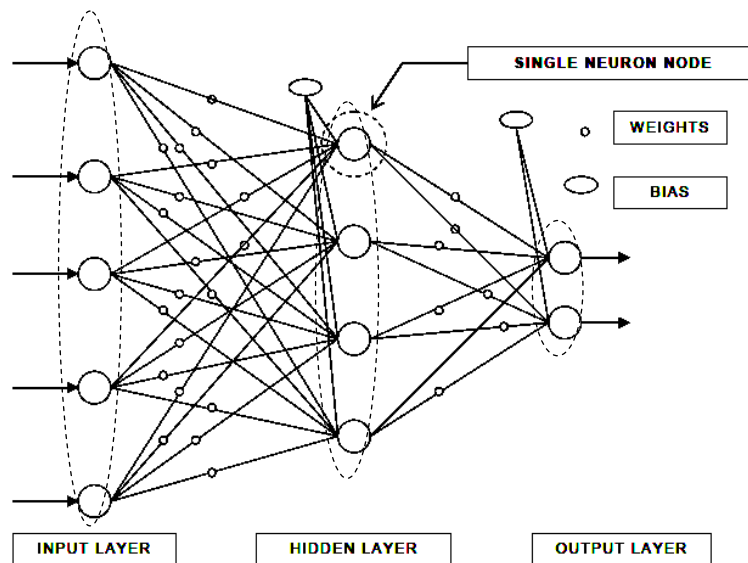 SINGLE NEURON NODE
WEIGHTS
BIAS
INPUT LAYER
HIDDEN LAYER
OUTPUT LAYER